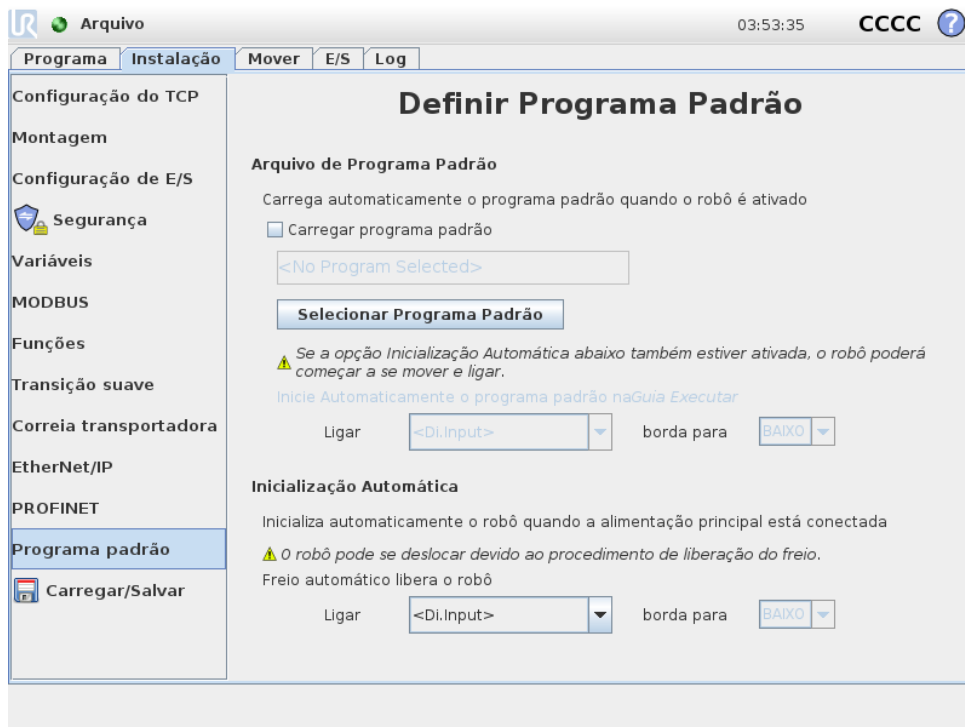 UR Arquivo 03:53:35 CCCC ?
Programa Instalação Mover E/S Log
Configuração do TCP
Montagem
Configuração de E/S
Segurança
Variáveis
MODBUS
Funções
Transição suave
Correia transportadora
EtherNet/IP
PROFINET
Programa padrão
Carregar/Salvar
Definir Programa Padrão
Arquivo de Programa Padrão
Carrega automaticamente o programa padrão quando o robô é ativado
Carregar programa padrão
<No Program Selected>
Selecionar Programa Padrão
Se a opção Inicialização Automática abaixo também estiver ativada, o robô poderá
começar a se mover e ligar.
Inicie Automaticamente o programa padrão naGuia Executar
Ligar <Di.Input> borda para BAIXO
Inicialização Automática
Inicializa automaticamente o robô quando a alimentação principal está conectada
O robô pode se deslocar devido ao procedimento de liberação do freio.
Freio automático libera o robô
Ligar <Di.Input> borda para BAIXO